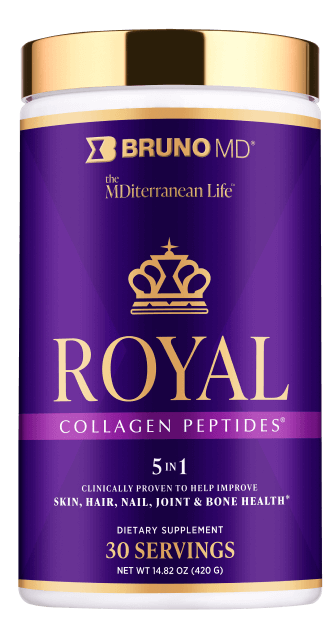 BRUNO MD®
the
MDiterranean Life™
ROYAL
COLLAGEN PEPTIDES®
5 IN 1
CLINICALLY PROVEN TO HELP IMPROVE
SKIN, HAIR, NAIL, JOINT & BONE HEALTH*
DIETARY SUPPLEMENT
30 SERVINGS
NET WT 14.82 OZ (420 G)